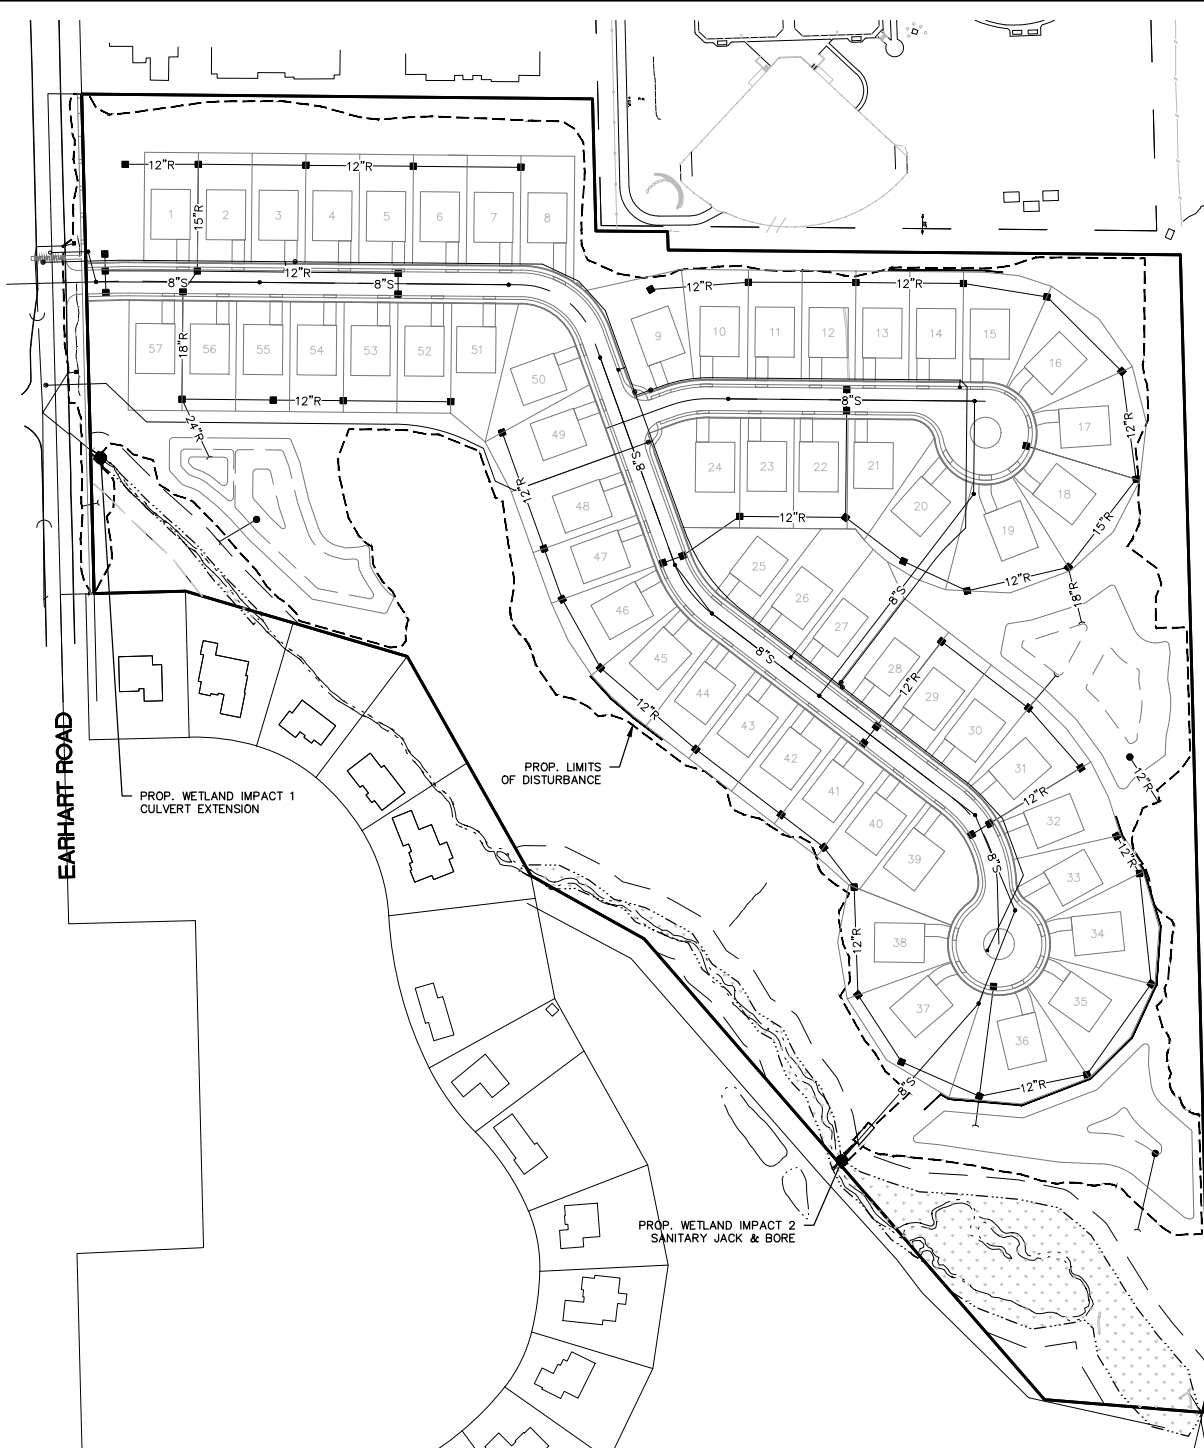 12"R 12"R
15"R
1 2 3 4 5 6 7 8
12"R
8"S 8"S
12"R 12"R
9 10 11 12 13 14 15
16
57 56 55 54 53 52 51
18"R
50
12"R
8"S
17
12"R
24"R
49
8"S
24 23 22 21
12"R
18
48
20
19
15"R
12"R
47
25
12"R
18"R
46
26
8"S
27
45
8"S
28
12"R
44
29
12"R
43
30
EARHART ROAD
PROP. LIMITS
OF DISTURBANCE
42
31
12"R
PROP. WETLAND IMPACT 1
CULVERT EXTENSION
41
12"R
40
32
39
8"S
12"R
33
38
12"R
34
37
35
36
8"S
12"R
PROP. WETLAND IMPACT 2
SANITARY JACK & BORE